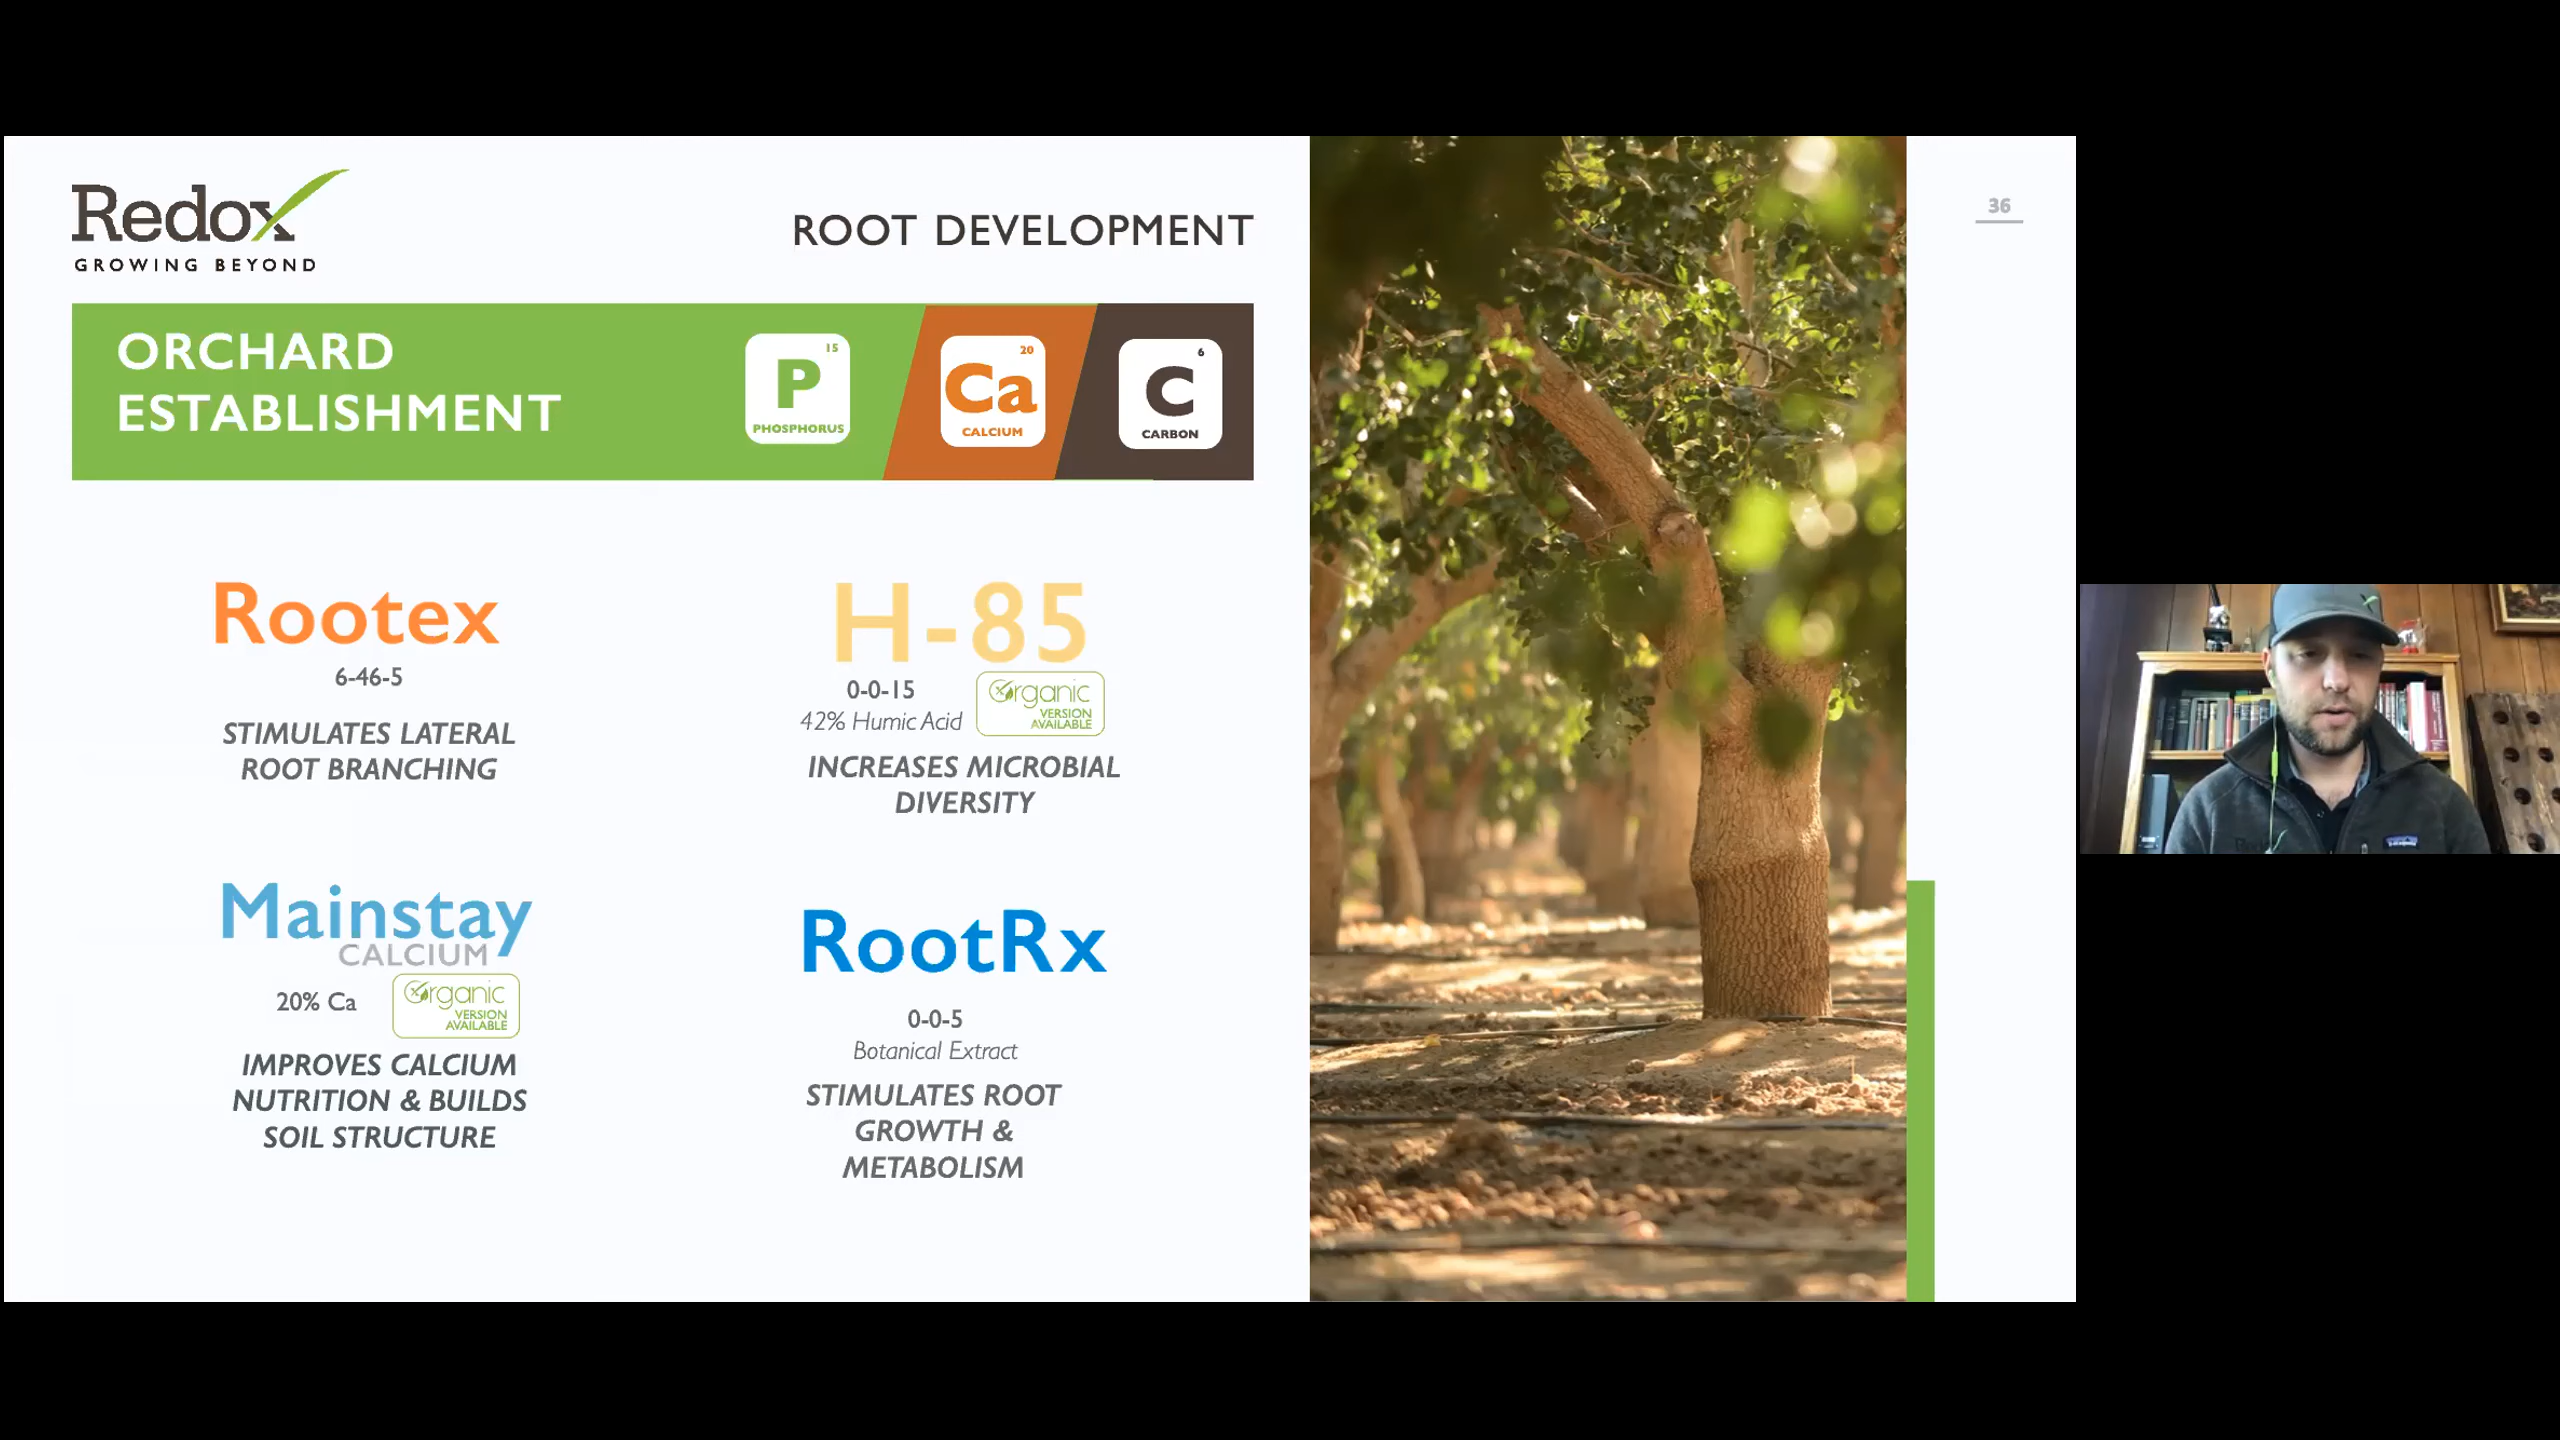 Redox
GROWING BEYOND
ROOT DEVELOPMENT
36
ORCHARD
ESTABLISHMENT
15
P
PHOSPHORUS
20
Ca
CALCIUM
6
C
CARBON
Rootex
6-46-5
STIMULATES LATERAL
ROOT BRANCHING
H-85
0-0-15
42% Humic Acid
Organic
VERSION
AVAILABLE
INCREASES MICROBIAL
DIVERSITY
Mainstay
CALCIUM
20% Ca
Organic
VERSION
AVAILABLE
IMPROVES CALCIUM
NUTRITION & BUILDS
SOIL STRUCTURE
RootRx
0-0-5
Botanical Extract
STIMULATES ROOT
GROWTH &
METABOLISM